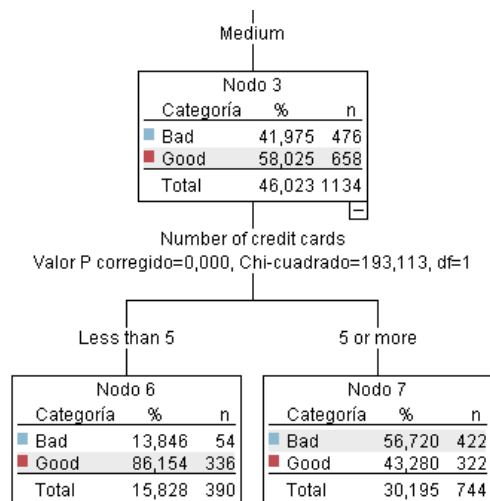 Medium
Nodo 3
Categoría % n
Bad 41,975 476
Good 58,025 658
Total 46,023 1134
Number of credit cards
Valor P corregido=0,000, Chi-cuadrado=193,113, df=1
Less than 5
5 or more
Nodo 6
Categoría % n
Bad 13,846 54
Good 86,154 336
Total 15,828 390
Nodo 7
Categoría % n
Bad 56,720 422
Good 43,280 322
Total 30,195 744